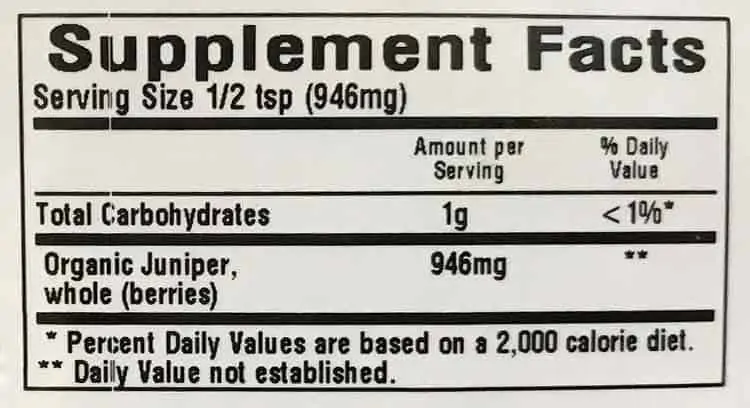 Supplement Facts
Serving Size 1/2 tsp (946mg)
Amount per % Daily
Serving Value
Total Carbohydrates 1g < 1%*
Organic Juniper, 946mg **
whole (berries)
* Percent Daily Values are based on a 2,000 calorie diet.
** Daily Value not established.